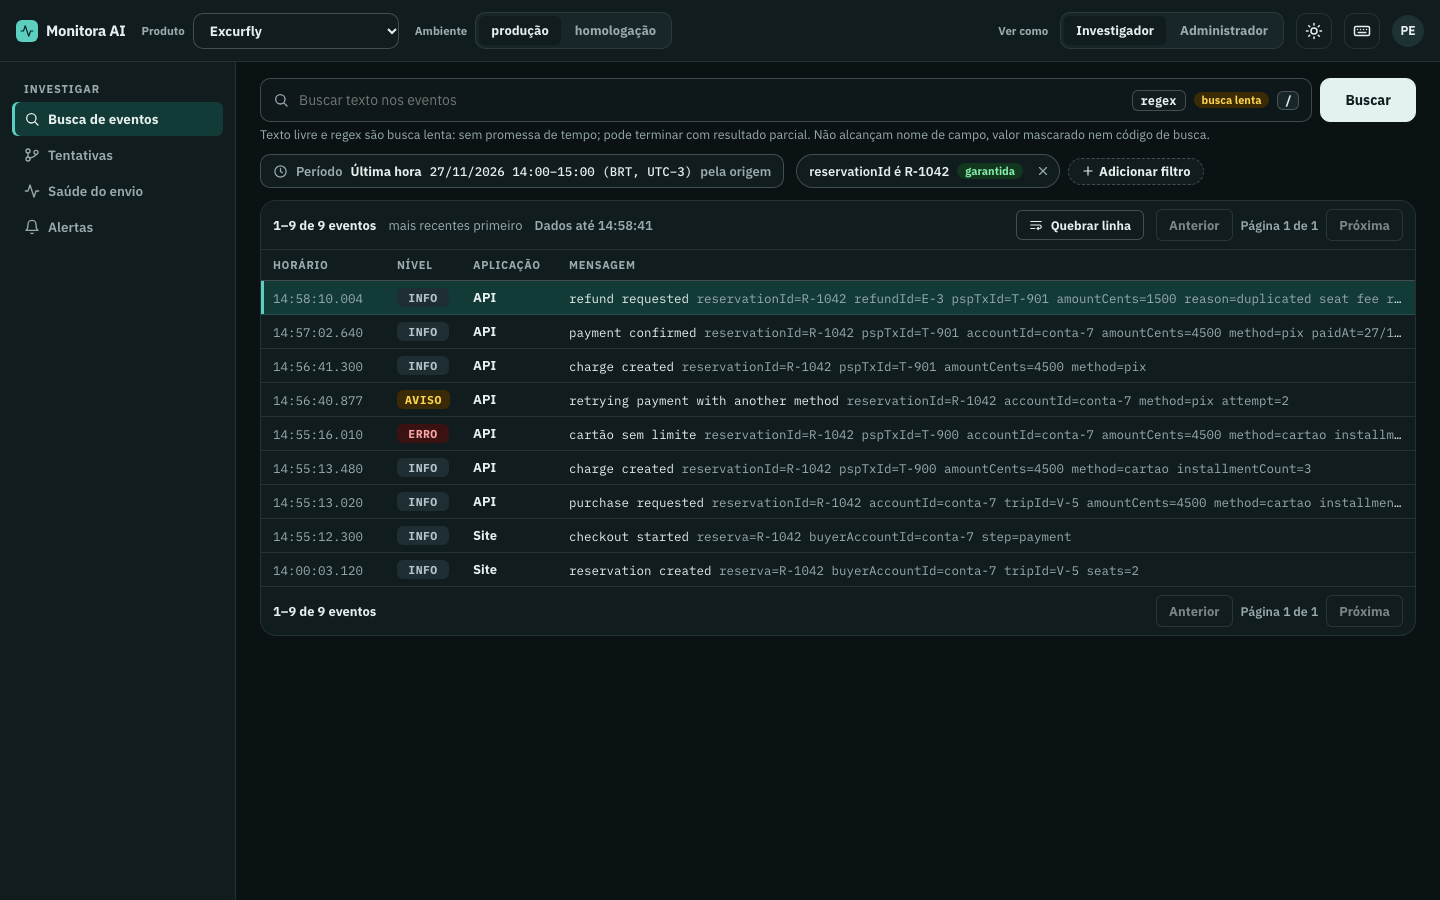 Monitora AI Produto Excurfly Ambiente produção homologação Ver como Investigador Administrador PE
INVESTIGAR
Busca de eventos
Tentativas
Saúde do envio
Alertas
Buscar texto nos eventos regex busca lenta / Buscar
Texto livre e regex são busca lenta: sem promessa de tempo; pode terminar com resultado parcial. Não alcançam nome de campo, valor mascarado nem código de busca.
Período Última hora 27/11/2026 14:00–15:00 (BRT, UTC−3) pela origem reservationId é R-1042 garantida × + Adicionar filtro
1–9 de 9 eventos mais recentes primeiro Dados até 14:58:41 Quebrar linha Anterior Página 1 de 1 Próxima
HORÁRIO NÍVEL APLICAÇÃO MENSAGEM
14:58:10.004 INFO API refund requested reservationId=R-1042 refundId=E-3 pspTxId=T-901 amountCents=1500 reason=duplicated seat fee r…
14:57:02.640 INFO API payment confirmed reservationId=R-1042 pspTxId=T-901 accountId=conta-7 amountCents=4500 method=pix paidAt=27/1…
14:56:41.300 INFO API charge created reservationId=R-1042 pspTxId=T-901 amountCents=4500 method=pix
14:56:40.877 AVISO API retrying payment with another method reservationId=R-1042 accountId=conta-7 method=pix attempt=2
14:55:16.010 ERRO API cartão sem limite reservationId=R-1042 pspTxId=T-900 accountId=conta-7 amountCents=4500 method=cartao installm…
14:55:13.480 INFO API charge created reservationId=R-1042 pspTxId=T-900 amountCents=4500 method=cartao installmentCount=3
14:55:13.020 INFO API purchase requested reservationId=R-1042 accountId=conta-7 tripId=V-5 amountCents=4500 method=cartao installmen…
14:55:12.300 INFO Site checkout started reserva=R-1042 buyerAccountId=conta-7 step=payment
14:00:03.120 INFO Site reservation created reserva=R-1042 buyerAccountId=conta-7 tripId=V-5 seats=2
1–9 de 9 eventos Anterior Página 1 de 1 Próxima